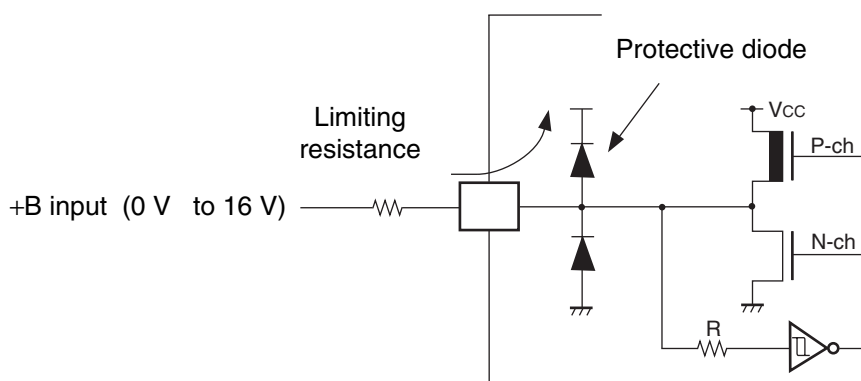 Protective diode
Limiting
resistance
VCC
P-ch
+B input (0 V to 16 V)
N-ch
R